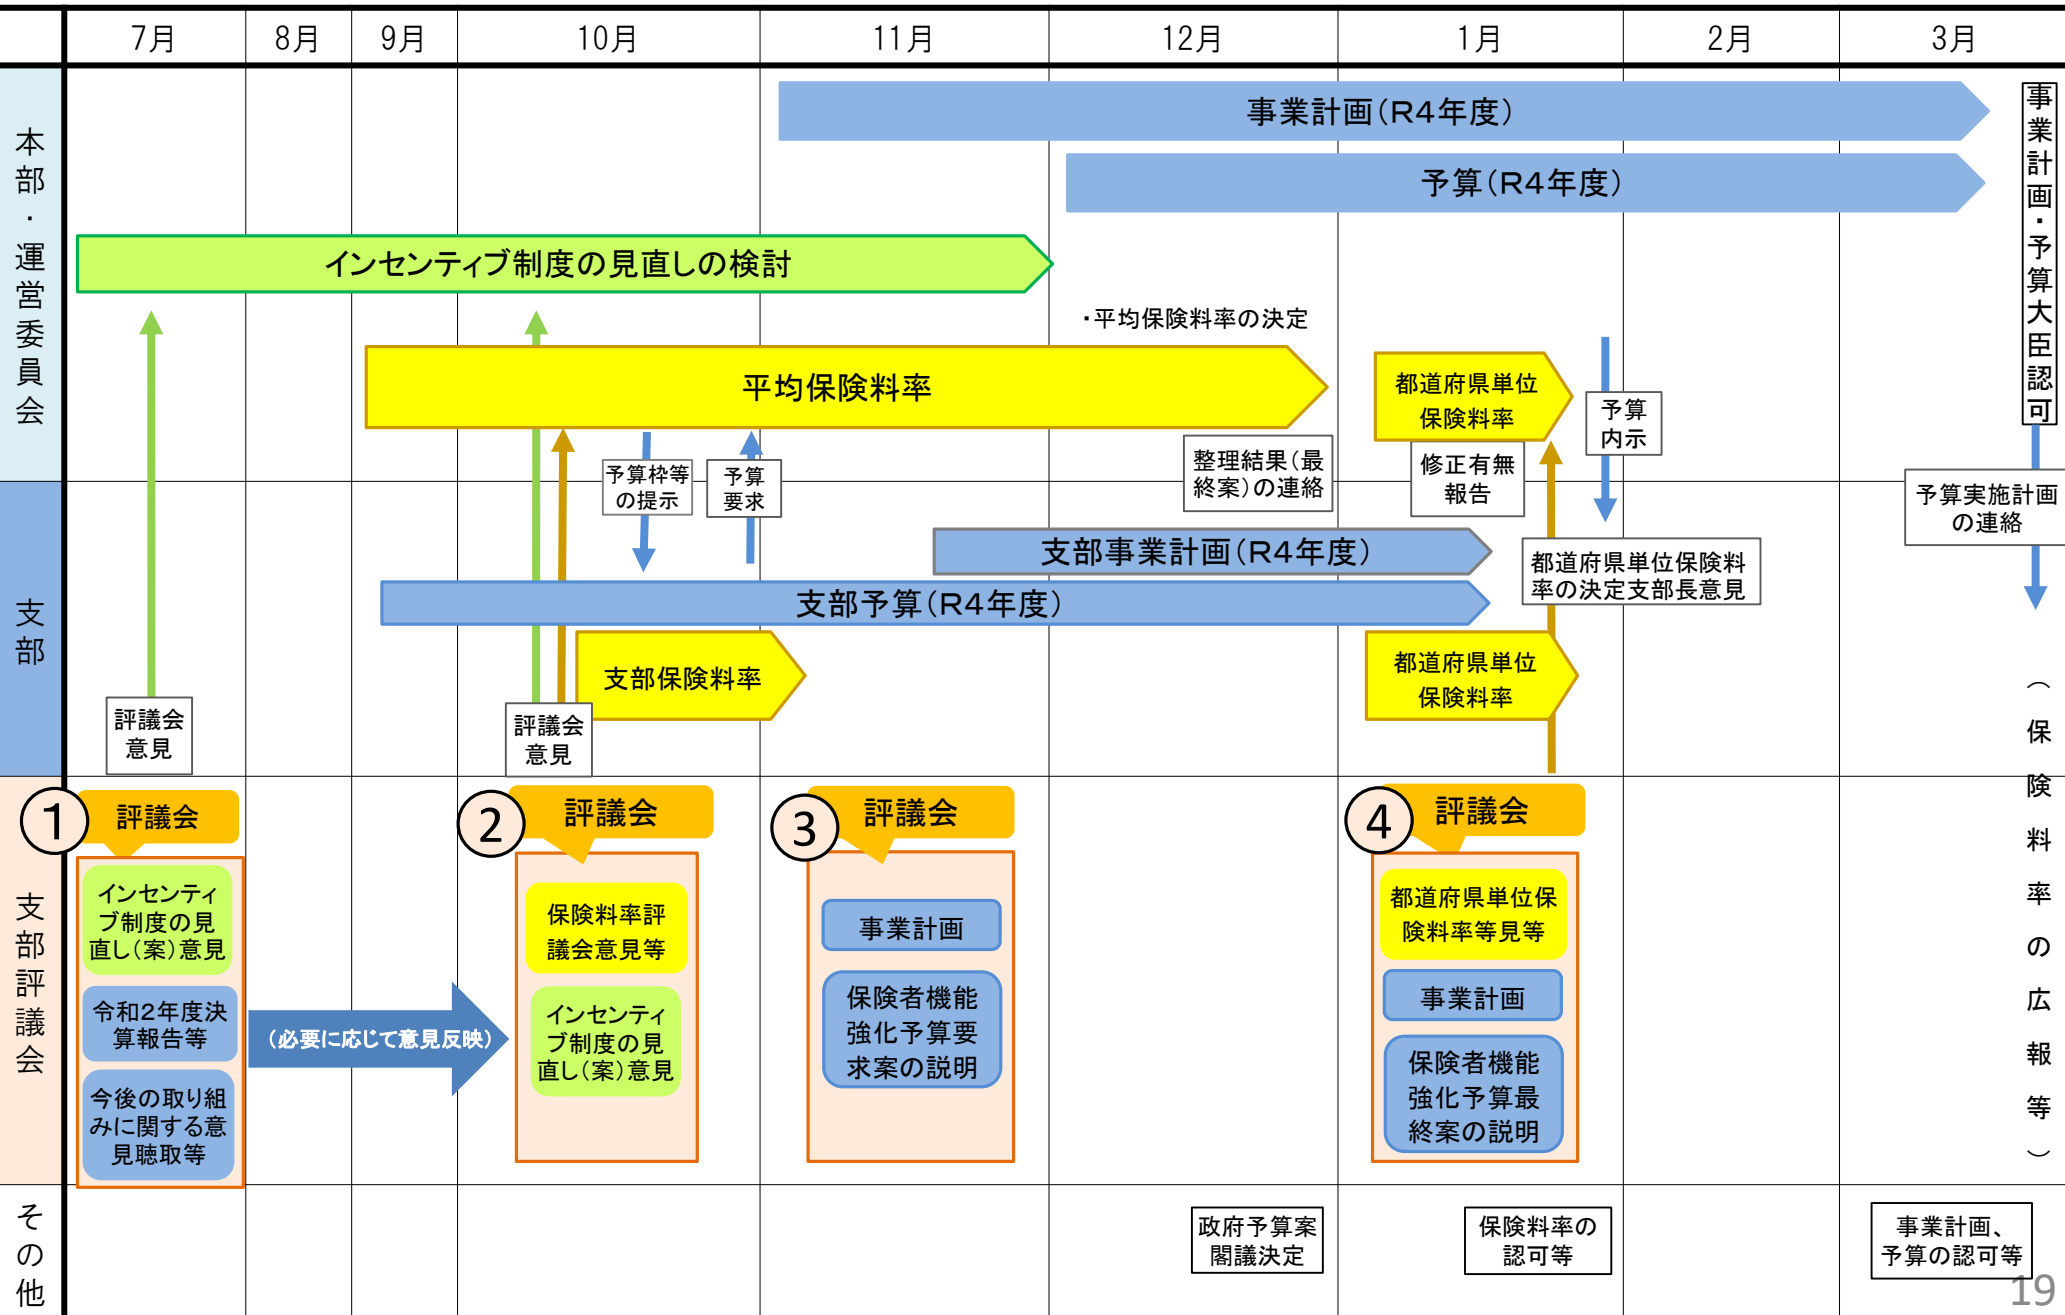 7月
8月
9月
10月
11月
12月
1月
2月
3月
本部・運営委員会
事業計画（R4年度）
予算（R4年度）
インセンティブ制度の見直しの検討
・平均保険料率の決定
平均保険料率
都道府県単位
保険料率
予算
内示
事業計画・予算大臣認可
予算枠等
の提示
予算
要求
整理結果（最
終案）の連絡
修正有無
報告
予算実施計画
の連絡
支部
支部事業計画（R4年度）
都道府県単位保険料
率の決定支部長意見
支部予算（R4年度）
支部保険料率
都道府県単位
保険料率
評議会
意見
評議会
意見
（保険料率の広報等）
支部評議会
1
評議会
インセンティ
ブ制度の見
直し（案）意見
令和2年度決
算報告等
今後の取り組
みに関する意
見聴取等
（必要に応じて意見反映）
2
評議会
保険料率評
議会意見等
インセンティ
ブ制度の見
直し（案）意見
3
評議会
事業計画
保険者機能
強化予算要
求案の説明
4
評議会
都道府県単位保
険料率等見等
事業計画
保険者機能
強化予算最
終案の説明
その他
政府予算案
閣議決定
保険料率の
認可等
事業計画、
予算の認可等
19